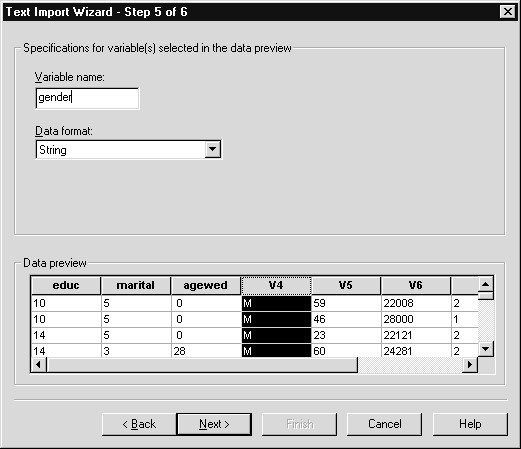 Text Import Wizard - Step 5 of 6
Specifications for variable(s) selected in the data preview
Variable name:
gender
Data format:
String
Data preview
educ marital agewed V4 V5 V6
10 5 0 M 59 22008 2
10 5 0 M 46 28000 1
14 5 0 M 23 22121 2
14 3 28 M 60 24281 2
< Back Next > Finish Cancel Help